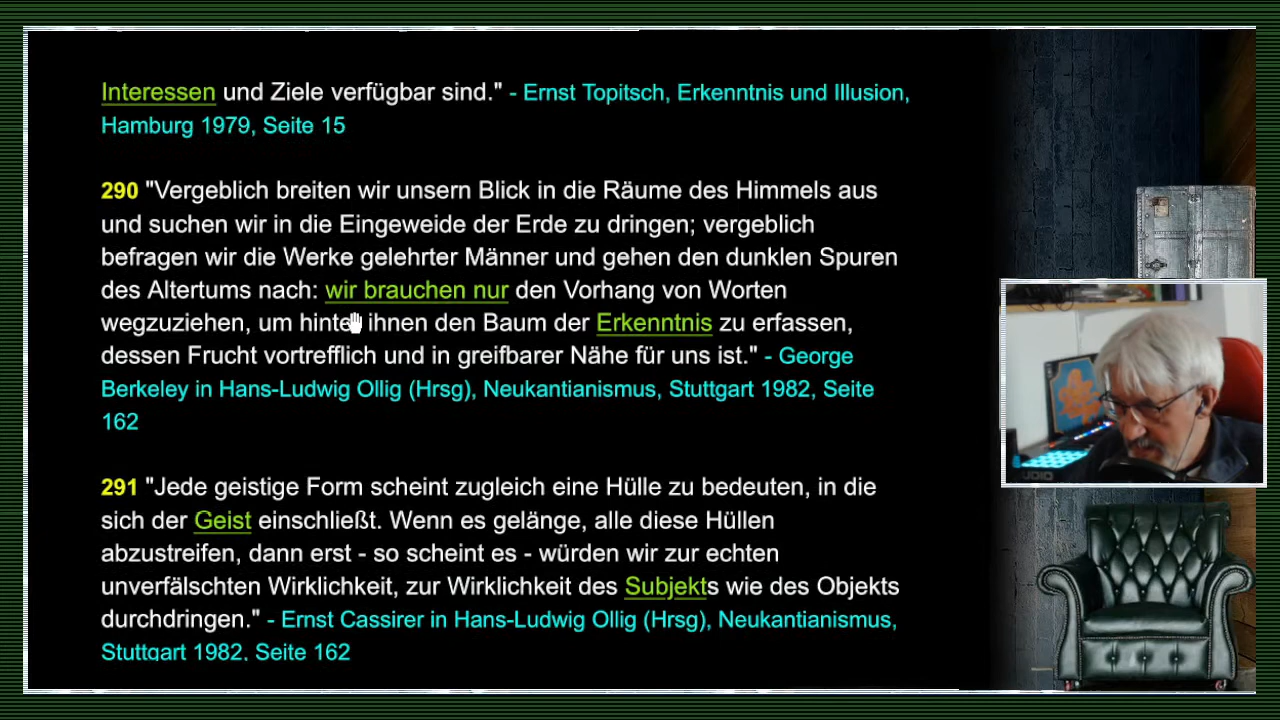 Interessen und Ziele verfügbar sind." - Ernst Topitsch, Erkenntnis und Illusion,
Hamburg 1979, Seite 15
290 "Vergeblich breiten wir unsern Blick in die Räume des Himmels aus
und suchen wir in die Eingeweide der Erde zu dringen; vergeblich
befragen wir die Werke gelehrter Männer und gehen den dunklen Spuren
des Altertums nach: wir brauchen nur den Vorhang von Worten
wegzuziehen, um hinter ihnen den Baum der Erkenntnis zu erfassen,
dessen Frucht vortrefflich und in greifbarer Nähe für uns ist." - George
Berkeley in Hans-Ludwig Ollig (Hrsg), Neukantianismus, Stuttgart 1982, Seite
162
291 "Jede geistige Form scheint zugleich eine Hülle zu bedeuten, in die
sich der Geist einschließt. Wenn es gelänge, alle diese Hüllen
abzustreifen, dann erst - so scheint es - würden wir zur echten
unverfälschten Wirklichkeit, zur Wirklichkeit des Subjekts wie des Objekts
durchdringen." - Ernst Cassirer in Hans-Ludwig Ollig (Hrsg), Neukantianismus,
Stuttgart 1982, Seite 162